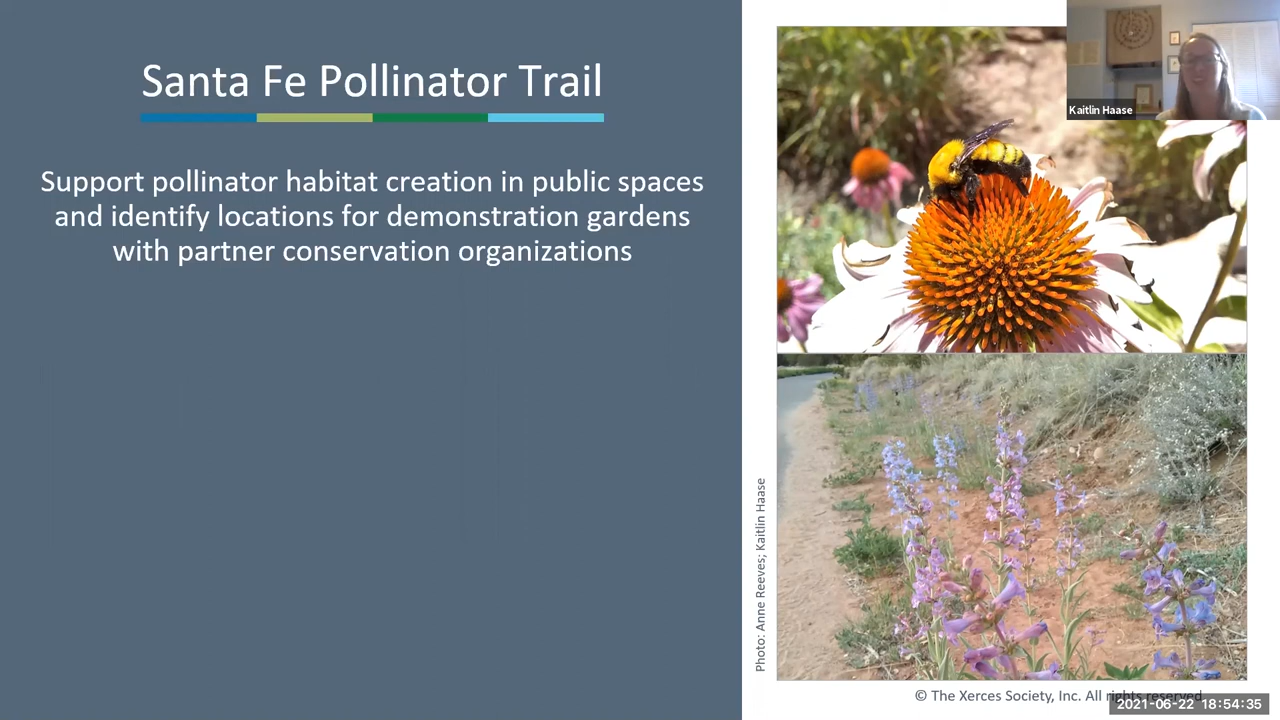 Santa Fe Pollinator Trail
Support pollinator habitat creation in public spaces
and identify locations for demonstration gardens
with partner conservation organizations
Kaitlin Haase
Photo: Anne Reeves; Kaitlin Haase
© The Xerces Society, Inc. All rights reserved
2021-06-22 18:54:35